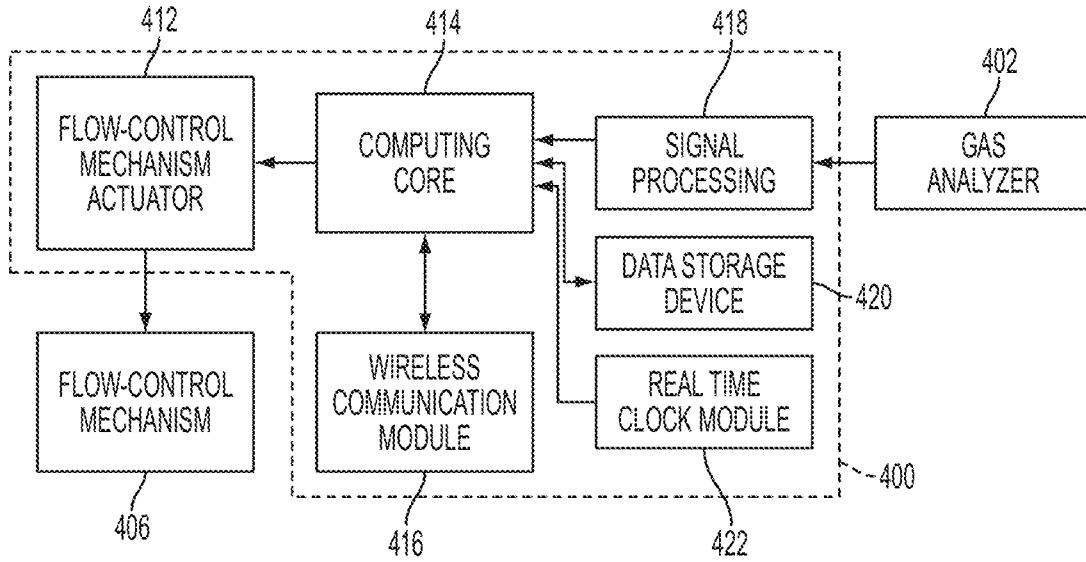 412
414
418
402
FLOW-CONTROL
MECHANISM
ACTUATOR
COMPUTING
CORE
SIGNAL
PROCESSING
GAS
ANALYZER
DATA STORAGE
DEVICE
420
FLOW-CONTROL
MECHANISM
WIRELESS
COMMUNICATION
MODULE
REAL TIME
CLOCK MODULE
400
406
416
422